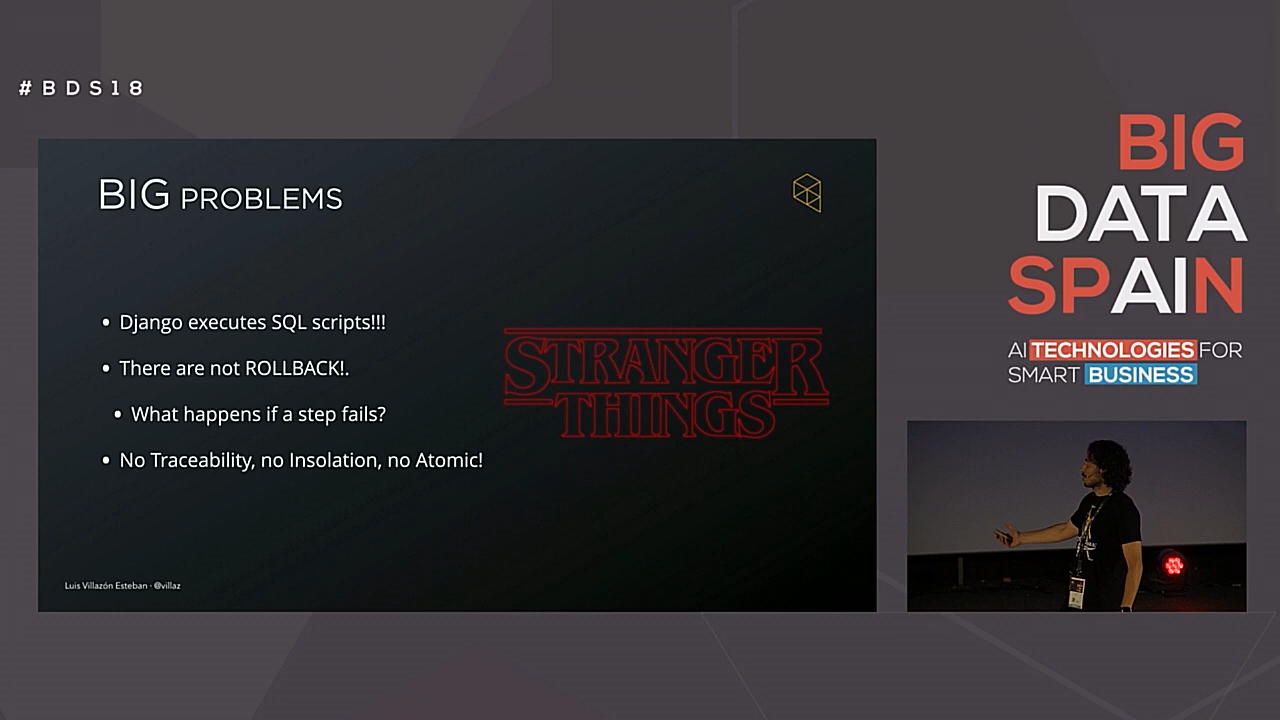 #BDS18
BIG PROBLEMS
• Django executes SQL scripts!!!
• There are not ROLLBACK!.
• What happens if a step fails?
• No Traceability, no Insolation, no Atomic!
STRANGER
THINGS
Luis Villazón Esteban · @villaz
BIG
DATA
SPAIN
AI TECHNOLOGIES FOR
SMART BUSINESS